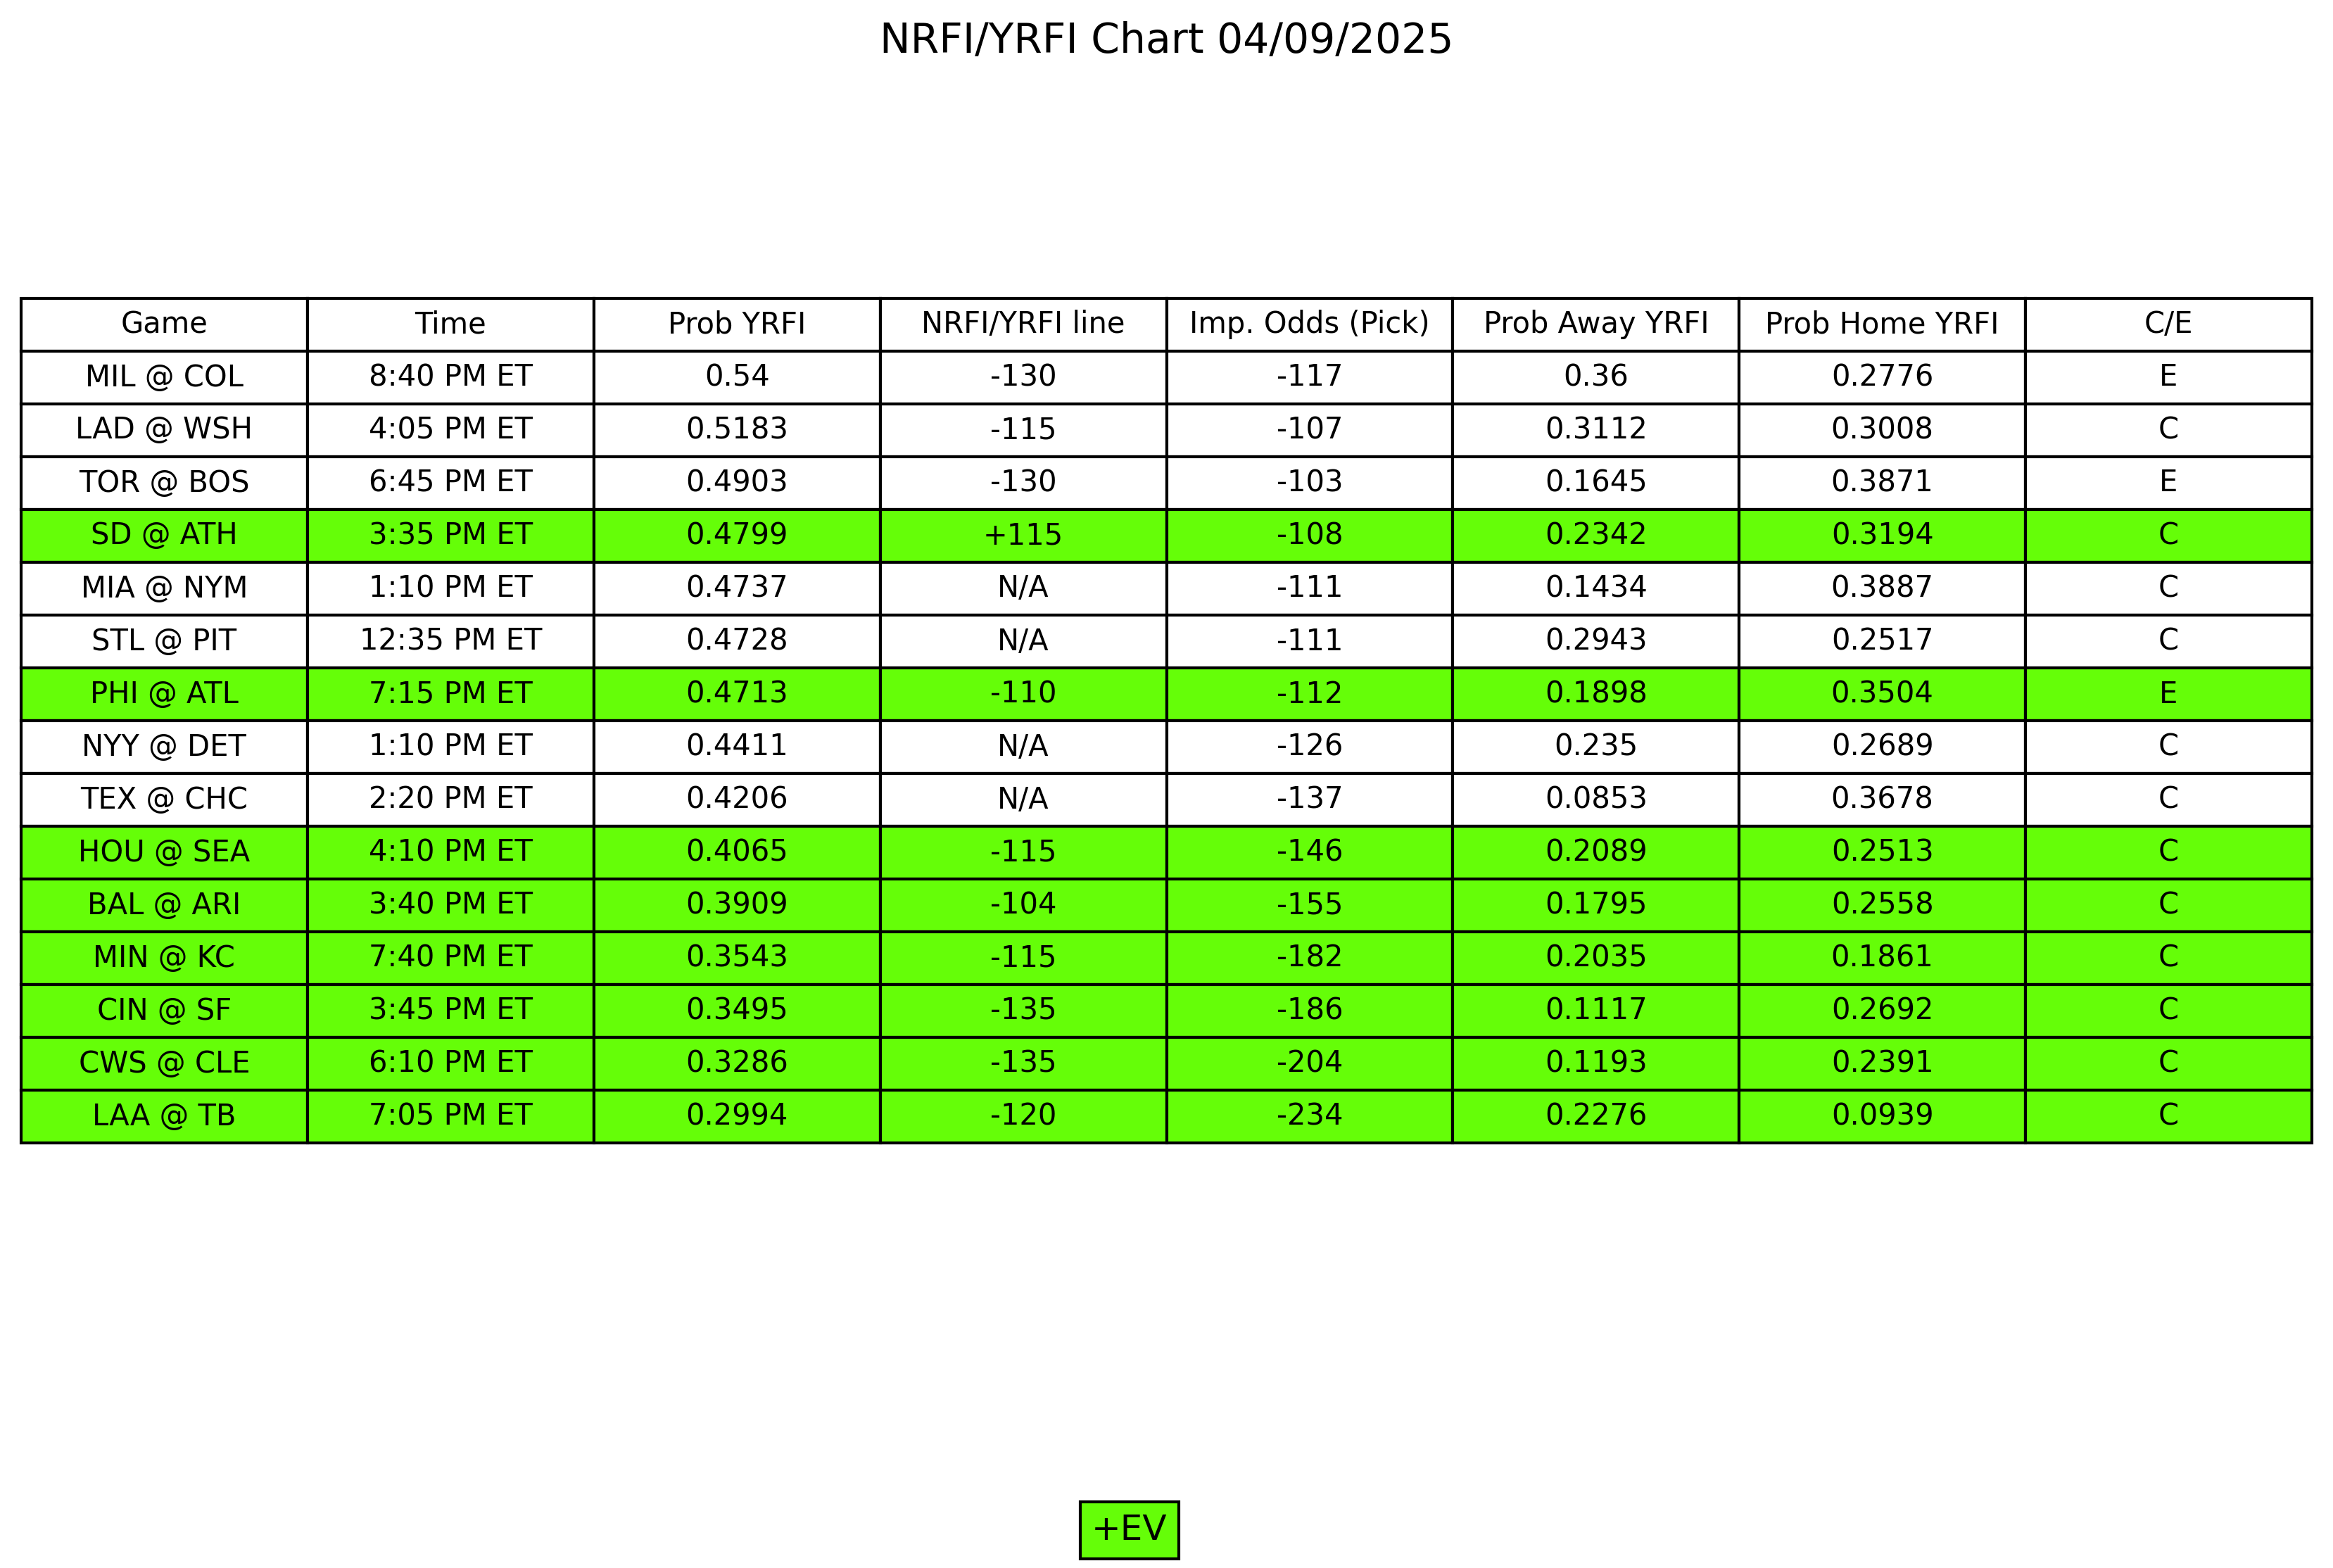 NRFI/YRFI Chart 04/09/2025
Game Time Prob YRFI NRFI/YRFI line Imp. Odds (Pick) Prob Away YRFI Prob Home YRFI C/E
MIL @ COL 8:40 PM ET 0.54 -130 -117 0.36 0.2776 E
LAD @ WSH 4:05 PM ET 0.5183 -115 -107 0.3112 0.3008 C
TOR @ BOS 6:45 PM ET 0.4903 -130 -103 0.1645 0.3871 E
SD @ ATH 3:35 PM ET 0.4799 +115 -108 0.2342 0.3194 C
MIA @ NYM 1:10 PM ET 0.4737 N/A -111 0.1434 0.3887 C
STL @ PIT 12:35 PM ET 0.4728 N/A -111 0.2943 0.2517 C
PHI @ ATL 7:15 PM ET 0.4713 -110 -112 0.1898 0.3504 E
NYY @ DET 1:10 PM ET 0.4411 N/A -126 0.235 0.2689 C
TEX @ CHC 2:20 PM ET 0.4206 N/A -137 0.0853 0.3678 C
HOU @ SEA 4:10 PM ET 0.4065 -115 -146 0.2089 0.2513 C
BAL @ ARI 3:40 PM ET 0.3909 -104 -155 0.1795 0.2558 C
MIN @ KC 7:40 PM ET 0.3543 -115 -182 0.2035 0.1861 C
CIN @ SF 3:45 PM ET 0.3495 -135 -186 0.1117 0.2692 C
CWS @ CLE 6:10 PM ET 0.3286 -135 -204 0.1193 0.2391 C
LAA @ TB 7:05 PM ET 0.2994 -120 -234 0.2276 0.0939 C
+EV